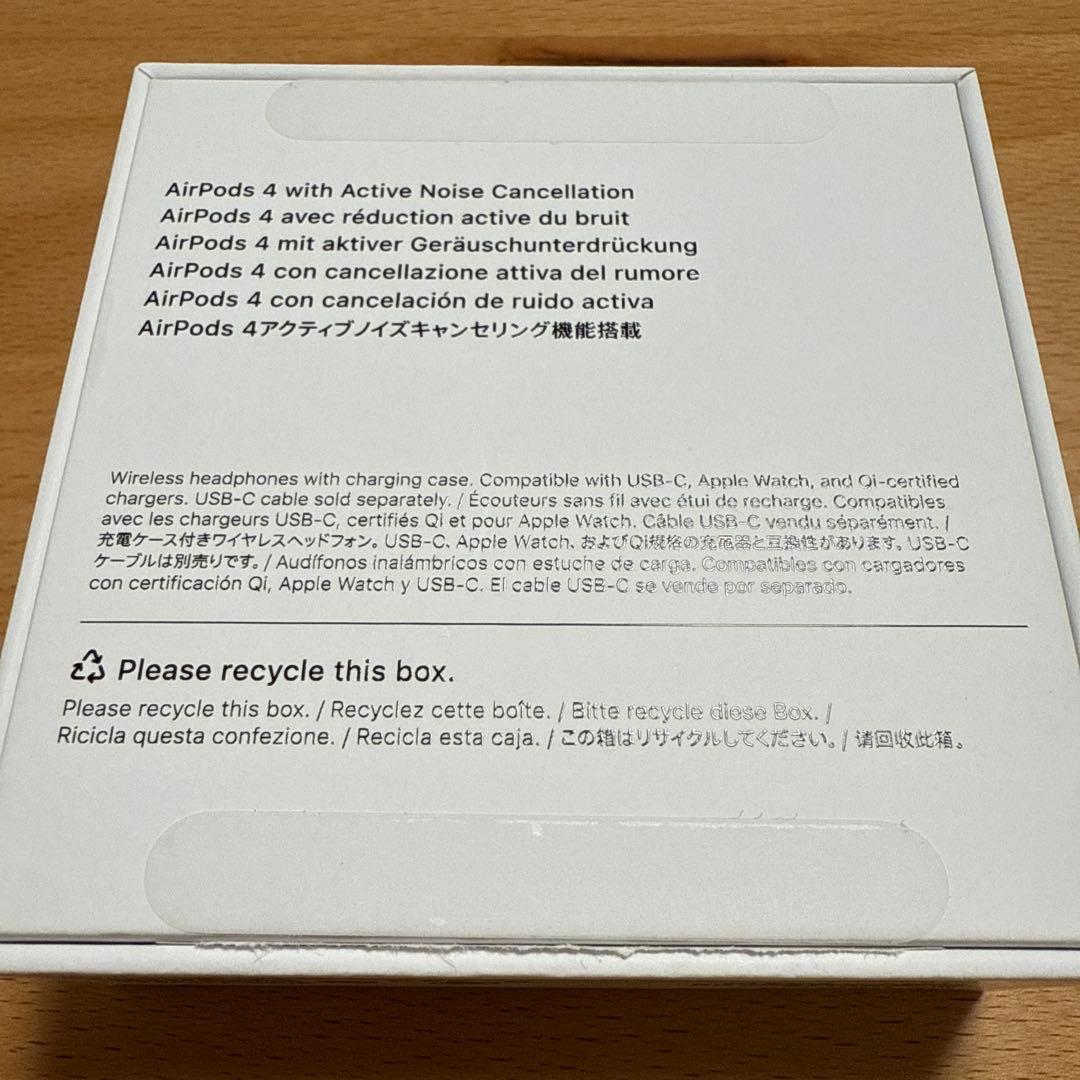 AirPods 4 with Active Noise Cancellation
AirPods 4 avec réduction active du bruit
AirPods 4 mit aktiver Geräuschunterdrückung
AirPods 4 con cancellazione attiva del rumore
AirPods 4 con cancelación de ruido activa
AirPods 4アクティブノイズキャンセリング機能搭載
Wireless headphones with charging case. Compatible with USB-C, Apple Watch, and Qi-certified
chargers. USB-C cable sold separately. / Écouteurs sans fil avec étui de recharge. Compatibles
avec les chargeurs USB-C, certifiés Qi et pour Apple Watch. Câble USB-C vendu séparément. /
充電ケース付きワイヤレスヘッドフォン。USB-C、Apple Watch、およびQi規格の充電器と互換性があります。USB-C
ケーブルは別売りです。/ Audífonos inalámbricos con estuche de carga. Compatibles con cargadores
con certificación Qi, Apple Watch y USB-C. El cable USB-C se vende por separado.
Please recycle this box.
Please recycle this box. / Recyclez cette boîte. / Bitte recycle diese Box. /
Ricicla questa confezione. / Recicla esta caja. / この箱はリサイクルしてください。/ 请回收此箱。